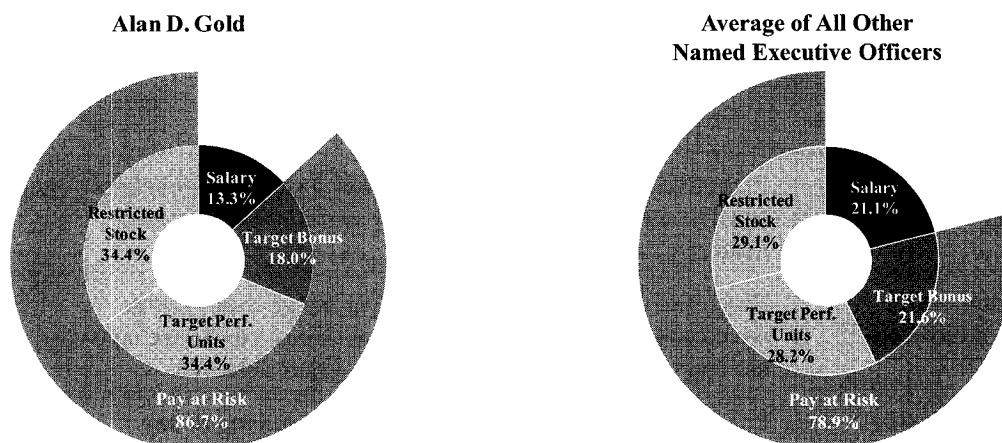 Alan D. Gold
Salary
13.3%
Target Bonus
18.0%
Target Perf.
Units
34.4%
Restricted
Stock
34.4%
Pay at Risk
86.7%
Average of All Other
Named Executive Officers
Salary
21.1%
Target Bonus
21.6%
Target Perf.
Units
28.2%
Restricted
Stock
29.1%
Pay at Risk
78.9%